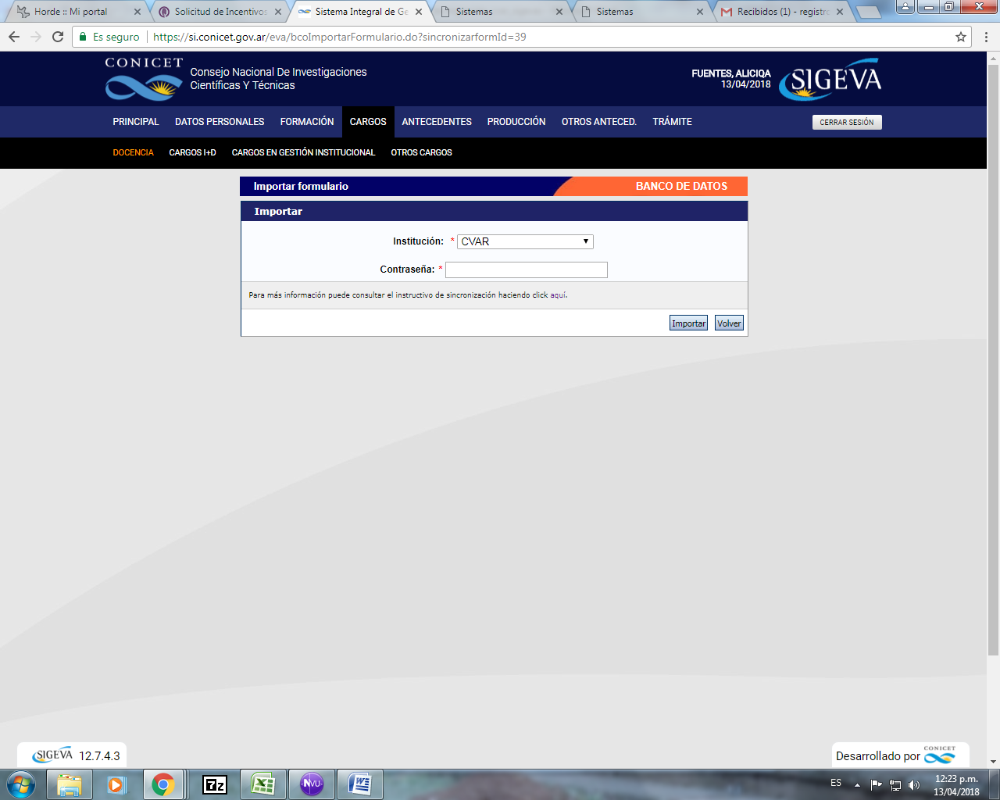 Horde :: Mi portal
Solicitud de Incentivos
Sistema Integral de Ge
Sistemas
Sistemas
Recibidos (1) - registro
Es seguro
https://si.conicet.gov.ar/eva/bcoImportarFormulario.do?sincronizarformId=39
CONICET
Consejo Nacional De Investigaciones
Científicas Y Técnicas
FUENTES, ALICIQA
13/04/2018
SIGEVA
PRINCIPAL
DATOS PERSONALES
FORMACIÓN
CARGOS
ANTECEDENTES
PRODUCCIÓN
OTROS ANTECED.
TRÁMITE
CERRAR SESIÓN
DOCENCIA
CARGOS I+D
CARGOS EN GESTIÓN INSTITUCIONAL
OTROS CARGOS
Importar formulario
BANCO DE DATOS
Importar
Institución: * CVAR
Contraseña: *
Para más información puede consultar el instructivo de sincronización haciendo click aquí.
Importar
Volver
SIGEVA 12.7.4.3
Desarrollado por CONICET
7z
NVU
W
ES
12:23 p.m.
13/04/2018